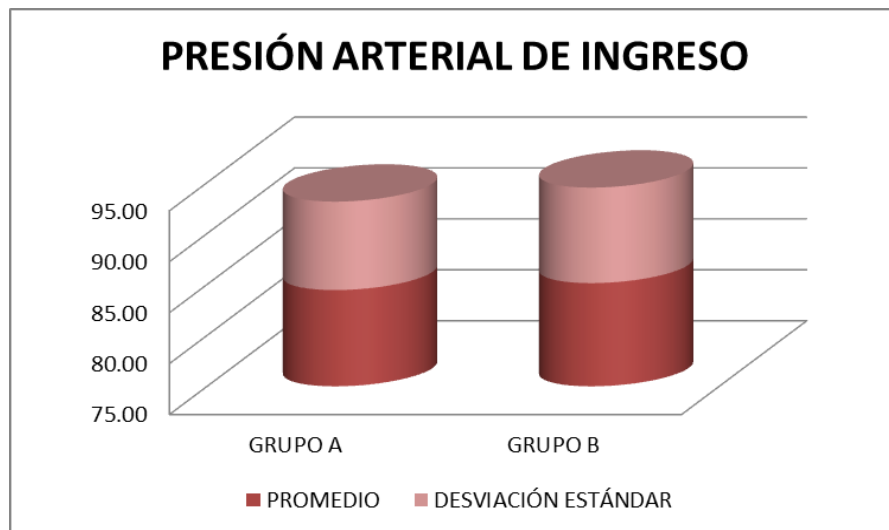 PRESIÓN ARTERIAL DE INGRESO
95.00
90.00
85.00
80.00
75.00
GRUPO A GRUPO B
PROMEDIO DESVIACIÓN ESTÁNDAR